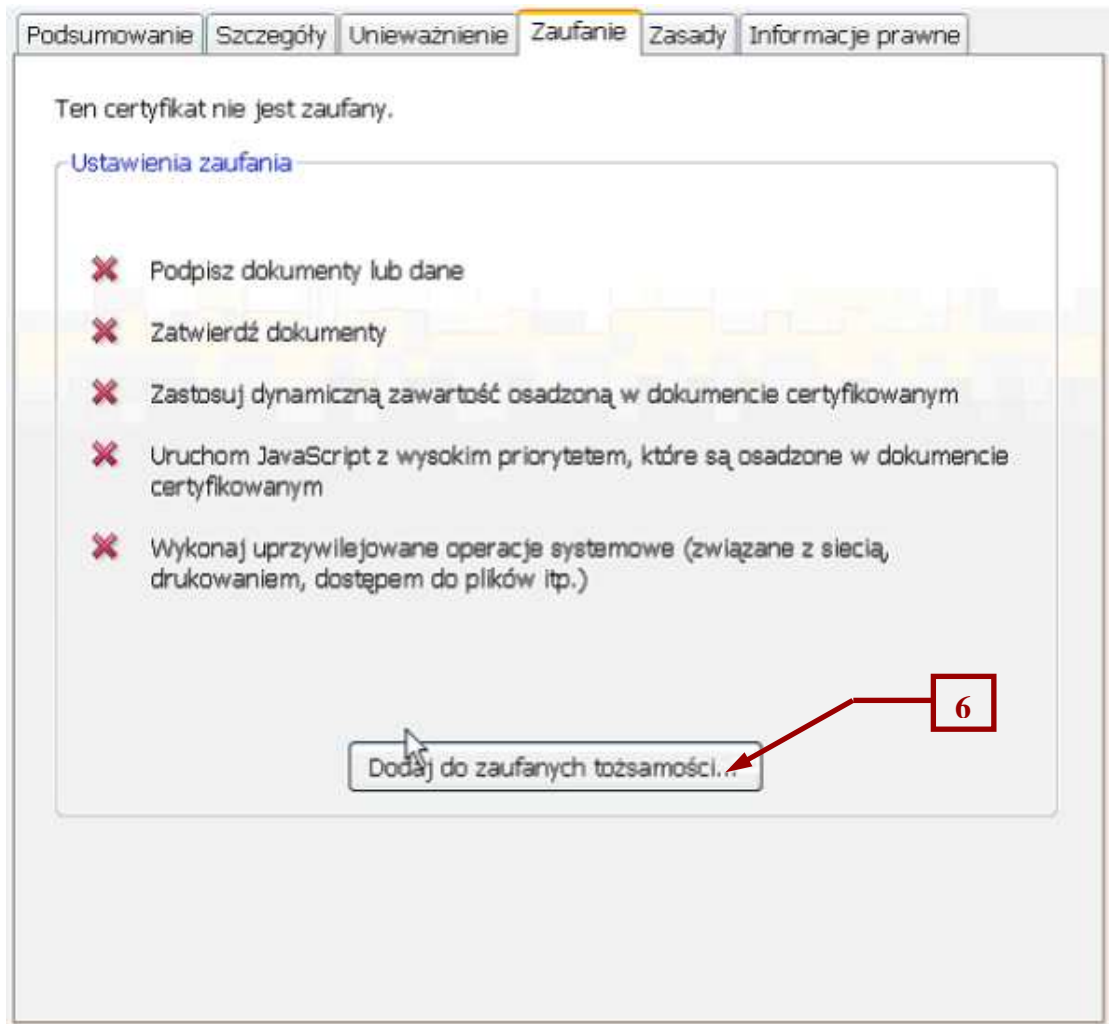 Podsumowanie Szczegóły Unieważnienie Zaufanie Zasady Informacje prawne
Ten certyfikat nie jest zaufany.
Ustawienia zaufania
Podpisz dokumenty lub dane
Zatwierdź dokumenty
Zastosuj dynamiczną zawartość osadzoną w dokumencie certyfikowanym
Uruchom JavaScript z wysokim priorytetem, które są osadzone w dokumencie
certyfikowanym
Wykonaj uprzywilejowane operacje systemowe (związane z siecią,
drukowaniem, dostępem do plików itp.)
6
Dodaj do zaufanych tożsamości...